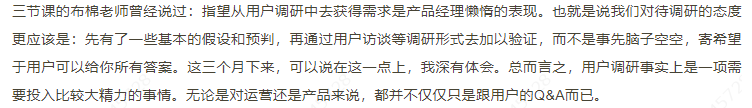 三节课的布棉老师曾经说过：指望从用户调研中去获得需求是产品经理懒惰的表现。也就是说我们对待调研的态度
更应该是：先有了一些基本的假设和预判，再通过用户访谈等调研形式去加以验证，而不是事先脑子空空，寄希望
于用户可以给你所有答案。这三个月下来，可以说在这一点上，我深有体会。总而言之，用户调研事实上是一项需
要投入比较大精力的事情。无论是对运营还是产品来说，都并不仅仅只是跟用户的Q&A而已。